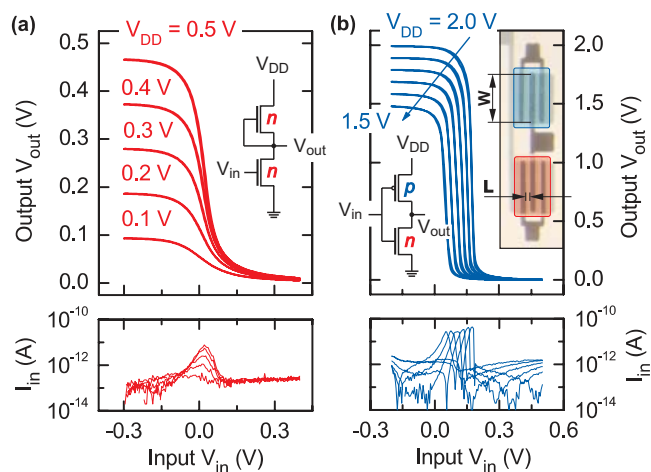 (a)
V_DD = 0.5 V
0.4 V
0.3 V
0.2 V
0.1 V
0.5
0.4
0.3
0.2
0.1
0.0
Output V_out (V)
V_DD
n
V_out
V_in
n
10^-10
10^-12
10^-14
I_in (A)
-0.3
0.0
0.3
Input V_in (V)
(b)
V_DD = 2.0 V
1.5 V
V_DD
p
V_in
V_out
n
W
L
2.0
1.5
1.0
0.5
0.0
Output V_out (V)
10^-10
10^-12
10^-14
I_in (A)
-0.3
0.0
0.3
0.6
Input V_in (V)